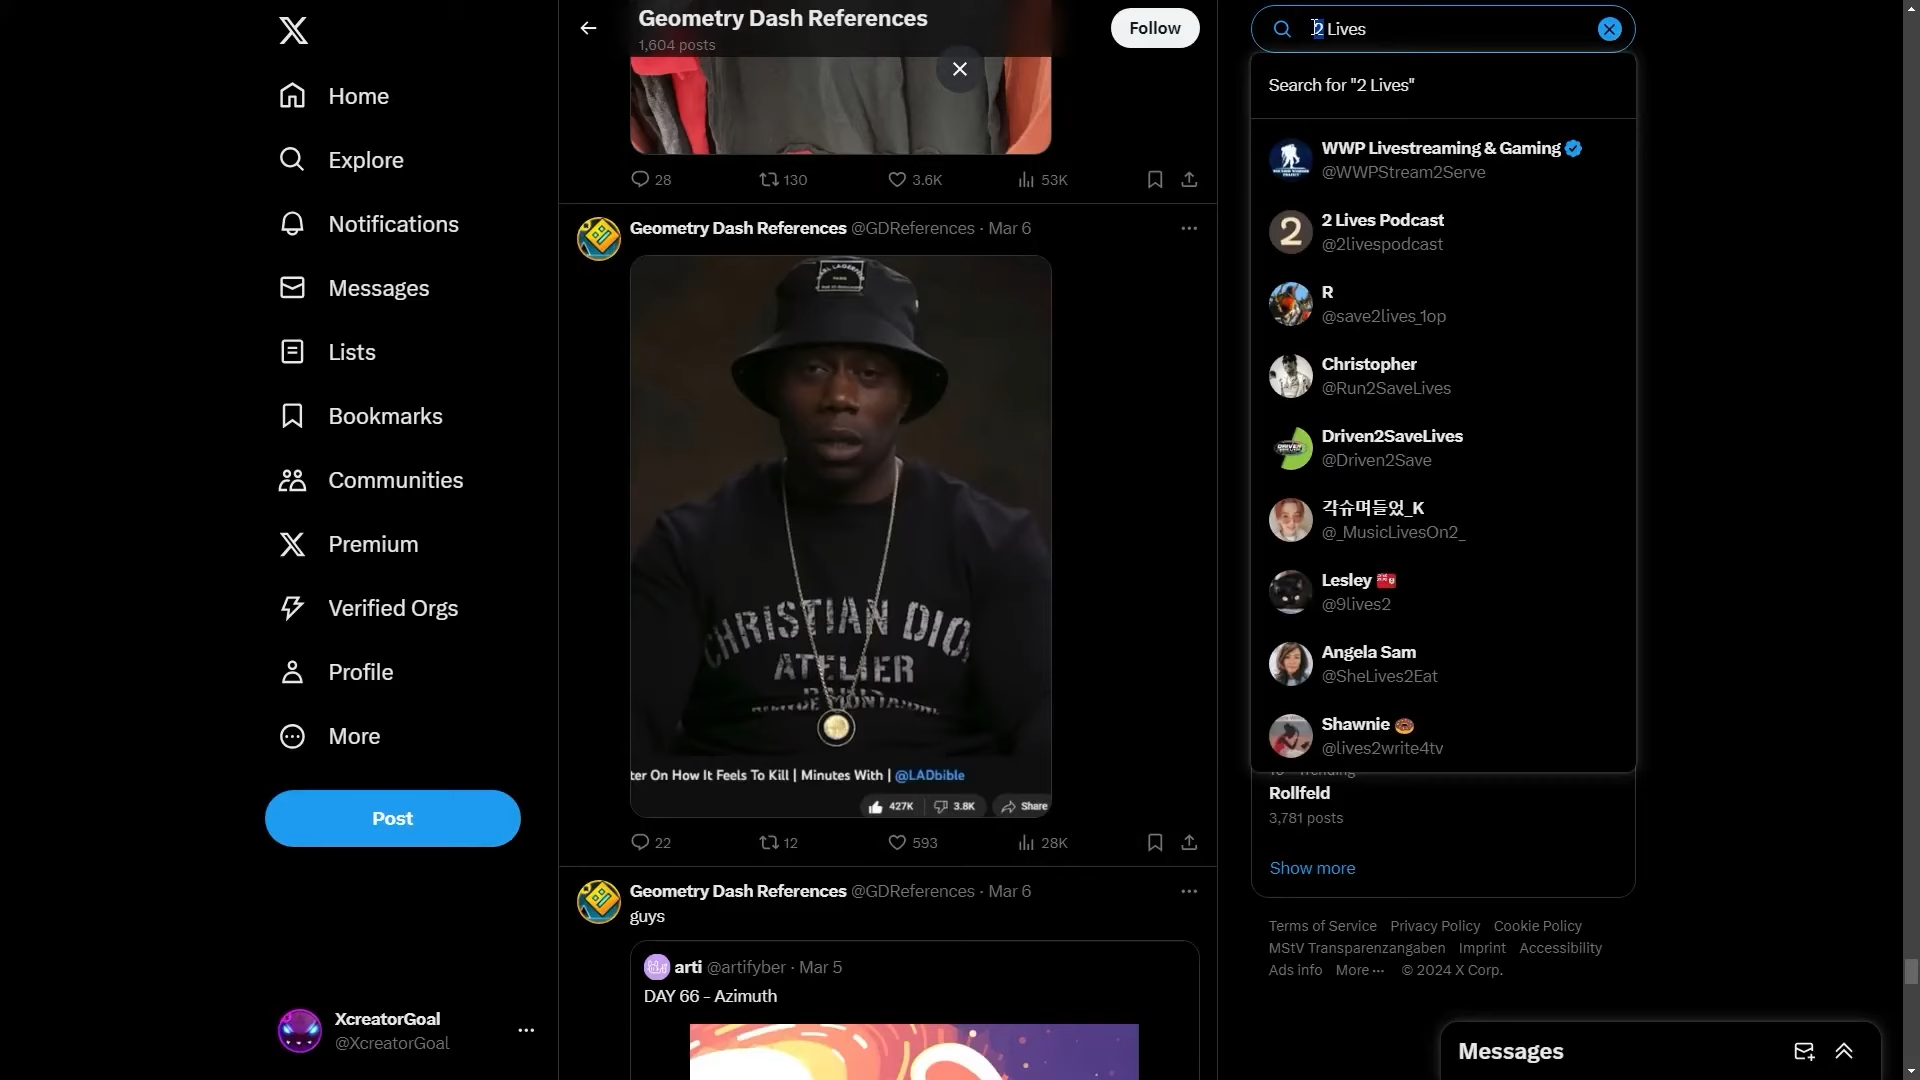 Home
Explore
Notifications
Messages
Lists
Bookmarks
Communities
Premium
Verified Orgs
Profile
More
Post
XcreatorGoal
@XcreatorGoal
Geometry Dash References
1,604 posts
Follow
28
130
3.6K
53K
Geometry Dash References @GDReferences · Mar 6
KARL LAGERFELD
PARIS
CHRISTIAN DIO
ATELIER
ter On How It Feels To Kill | Minutes With | @LADbible
427K
3.8K
Share
22
12
593
28K
Geometry Dash References @GDReferences · Mar 6
guys
arti @artifyber · Mar 5
DAY 66 - Azimuth
2 Lives
Search for "2 Lives"
WWP Livestreaming & Gaming
@WWPStream2Serve
2
2 Lives Podcast
@2livespodcast
R
@save2lives_1op
Christopher
@Run2SaveLives
DRIVEN
Driven2SaveLives
@Driven2Save
각슈며들었_K
@_MusicLivesOn2_
Lesley
@9lives2
Angela Sam
@SheLives2Eat
Shawnie
@lives2write4tv
Rollfeld
3,781 posts
Show more
Terms of Service Privacy Policy Cookie Policy
MStV Transparenzangaben Imprint Accessibility
Ads info More ··· © 2024 X Corp.
Messages